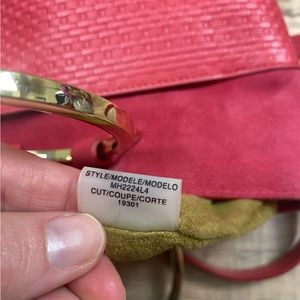 STYLE/MODELE/MODELO
MH2224L4
CUT/COUPE/CORTE
19301